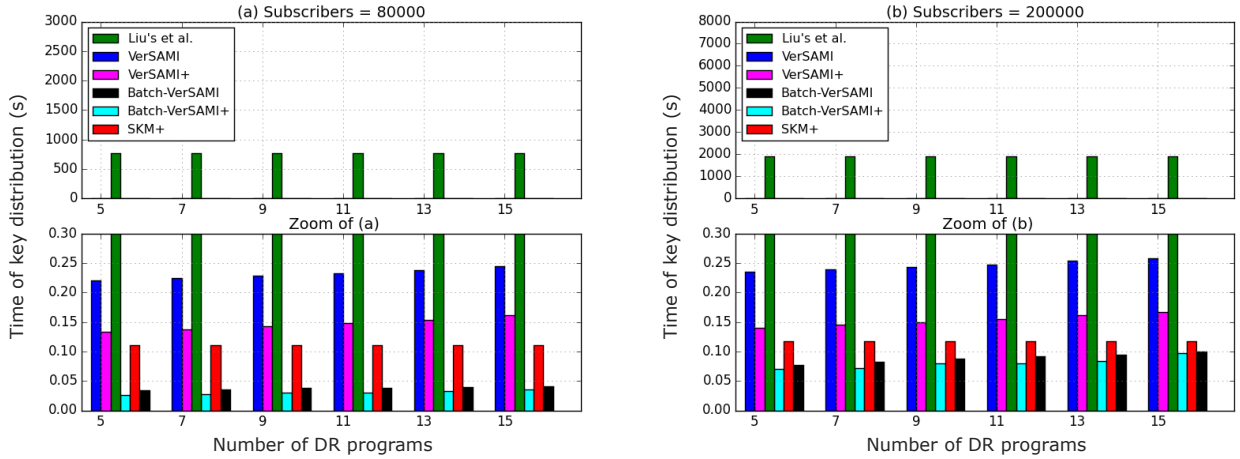 (a) Subscribers = 80000
3000
2500
2000
1500
1000
500
0
Liu's et al.
VerSAMI
VerSAMI+
Batch-VerSAMI
Batch-VerSAMI+
SKM+
5 7 9 11 13 15
Zoom of (a)
0.30
0.25
0.20
0.15
0.10
0.05
0.00
5 7 9 11 13 15
Time of key distribution (s)
Number of DR programs
(b) Subscribers = 200000
8000
7000
6000
5000
4000
3000
2000
1000
0
Liu's et al.
VerSAMI
VerSAMI+
Batch-VerSAMI
Batch-VerSAMI+
SKM+
5 7 9 11 13 15
Zoom of (b)
0.30
0.25
0.20
0.15
0.10
0.05
0.00
5 7 9 11 13 15
Time of key distribution (s)
Number of DR programs